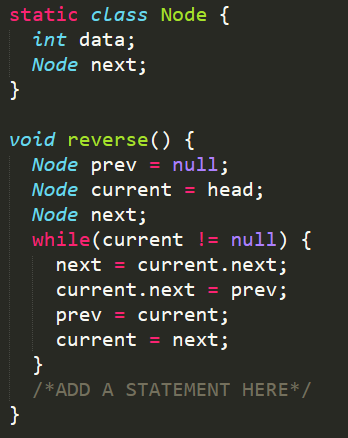 static class Node {
int data;
Node next;
}
void reverse() {
Node prev = null;
Node current = head;
Node next;
while(current != null) {
next = current.next;
current.next = prev;
prev = current;
current = next;
}
/*ADD A STATEMENT HERE*/
}